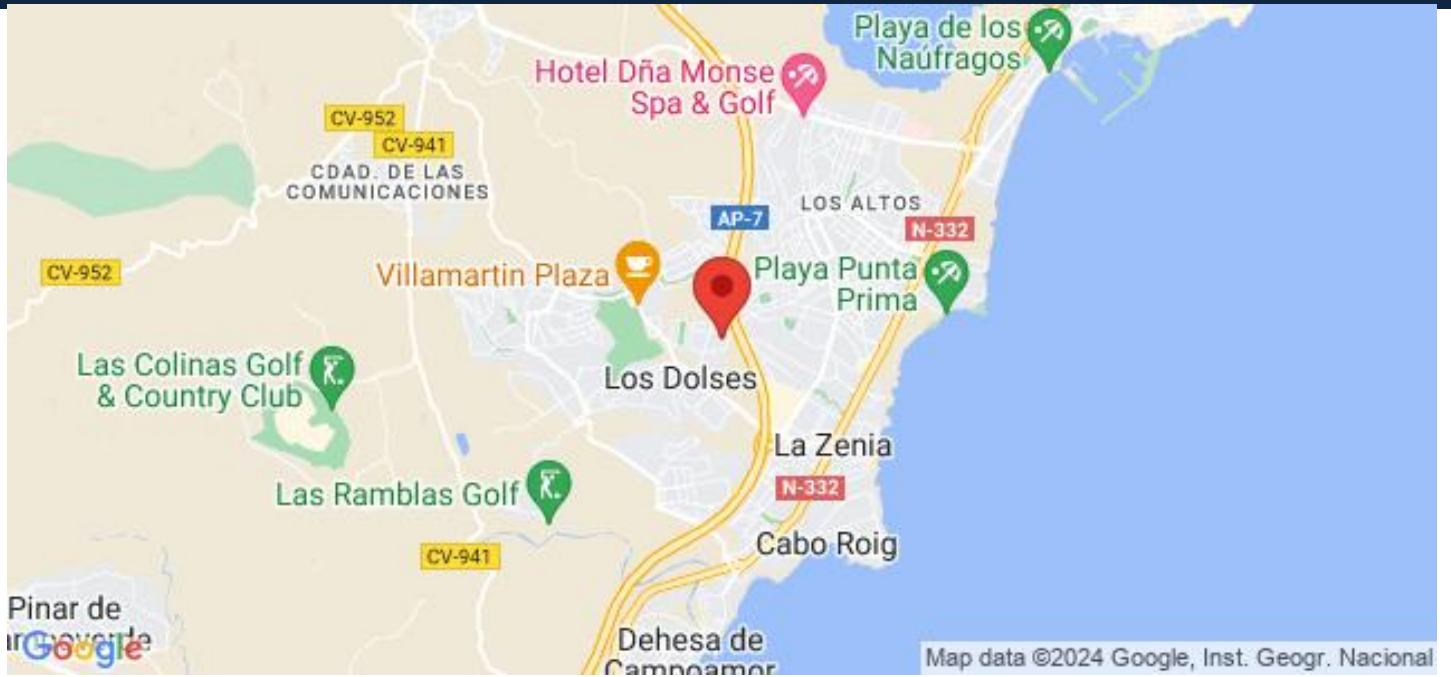 Playa de los
Naúfragos
Hotel Dña Monse
Spa & Golf
CV-952
CV-941
CDAD. DE LAS
COMUNICACIONES
LOS ALTOS
AP-7
N-332
CV-952
Villamartin Plaza
Playa Punta
Prima
Las Colinas Golf
& Country Club
Los Dolses
La Zenia
N-332
Las Ramblas Golf
Cabo Roig
CV-941
Pinar de
Google
Dehesa de
Campoamor
Map data ©2024 Google, Inst. Geogr. Nacional